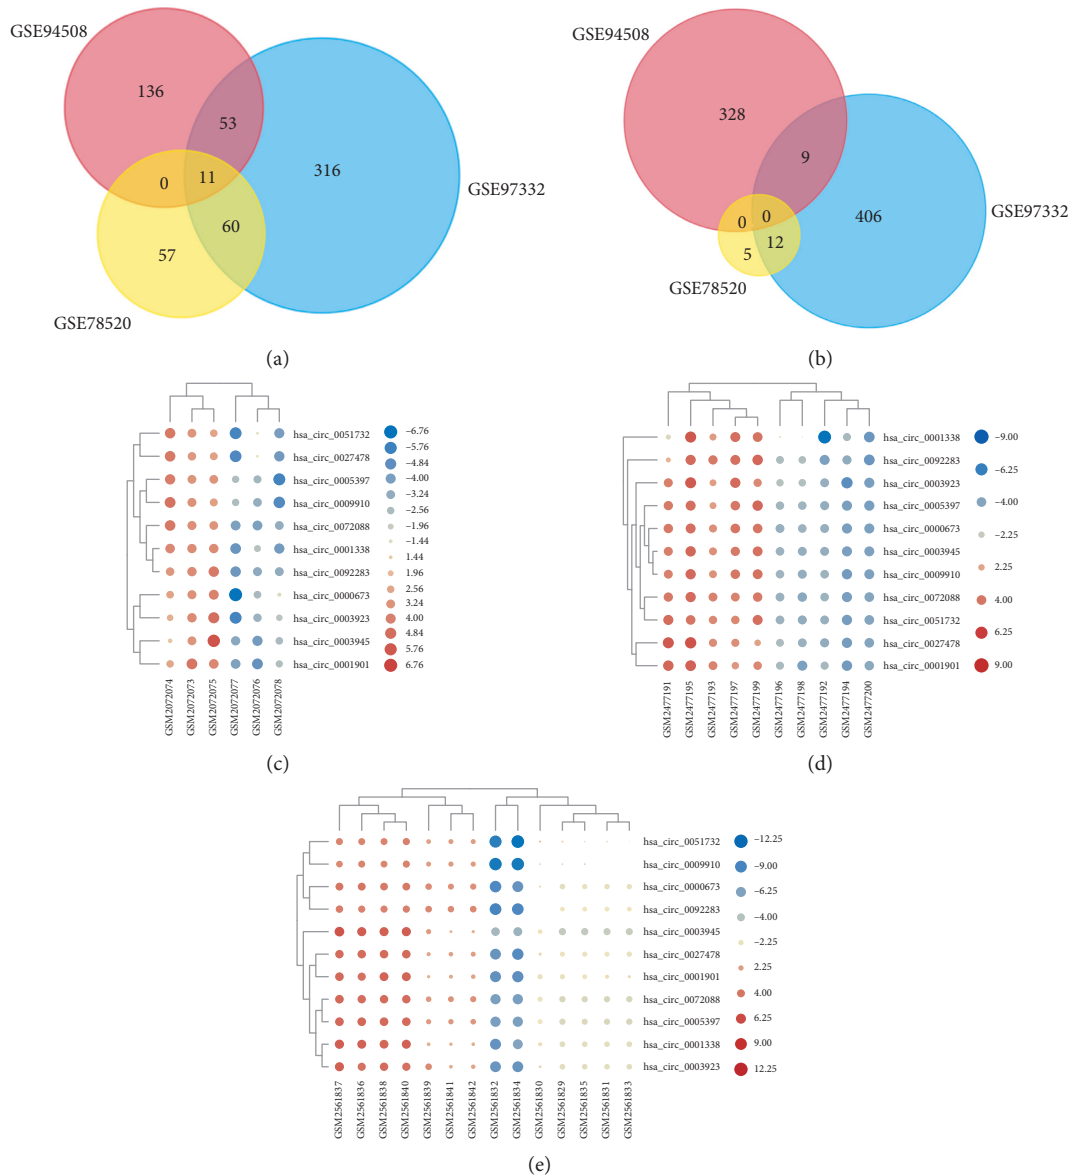 GSE94508
136
53
316
0
11
60
57
GSE97332
GSE78520
(a)
GSE94508
328
9
406
0
0
12
5
GSE97332
GSE78520
(b)
hsa_circ_0051732
hsa_circ_0027478
hsa_circ_0005397
hsa_circ_0009910
hsa_circ_0072088
hsa_circ_0001338
hsa_circ_0092283
hsa_circ_0000673
hsa_circ_0003923
hsa_circ_0003945
hsa_circ_0001901
−6.76
−5.76
−4.84
−4.00
−3.24
−2.56
−1.96
−1.44
1.44
1.96
2.56
3.24
4.00
4.84
5.76
6.76
GSM2072074
GSM2072073
GSM2072075
GSM2072077
GSM2072076
GSM2072078
(c)
hsa_circ_0001338
hsa_circ_0092283
hsa_circ_0003923
hsa_circ_0005397
hsa_circ_0000673
hsa_circ_0003945
hsa_circ_0009910
hsa_circ_0072088
hsa_circ_0051732
hsa_circ_0027478
hsa_circ_0001901
−9.00
−6.25
−4.00
−2.25
2.25
4.00
6.25
9.00
GSM2477191
GSM2477195
GSM2477193
GSM2477197
GSM2477199
GSM2477196
GSM2477198
GSM2477192
GSM2477194
GSM2477200
(d)
hsa_circ_0051732
hsa_circ_0009910
hsa_circ_0000673
hsa_circ_0092283
hsa_circ_0003945
hsa_circ_0027478
hsa_circ_0001901
hsa_circ_0072088
hsa_circ_0005397
hsa_circ_0001338
hsa_circ_0003923
−12.25
−9.00
−6.25
−4.00
−2.25
2.25
4.00
6.25
9.00
12.25
GSM2561837
GSM2561836
GSM2561838
GSM2561840
GSM2561839
GSM2561841
GSM2561842
GSM2561832
GSM2561834
GSM2561830
GSM2561829
GSM2561835
GSM2561831
GSM2561833
(e)